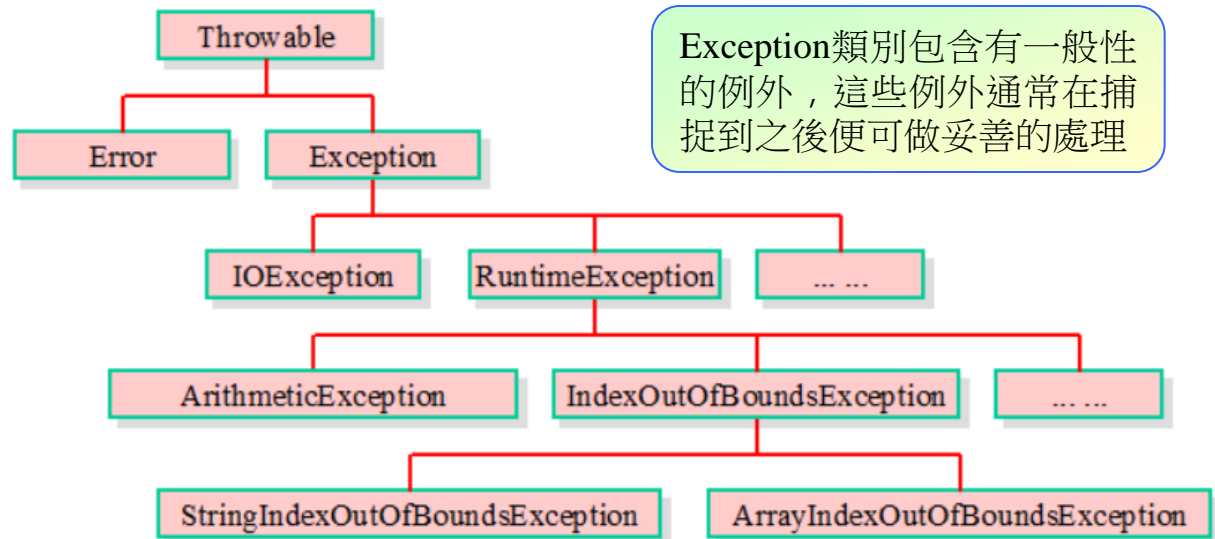 Throwable
Exception類別包含有一般性
的例外，這些例外通常在捕
捉到之後便可做妥善的處理
Error
Exception
IOException
RuntimeException
... ...
ArithmeticException
IndexOutOfBoundsException
... ...
StringIndexOutOfBoundsException
ArrayIndexOutOfBoundsException